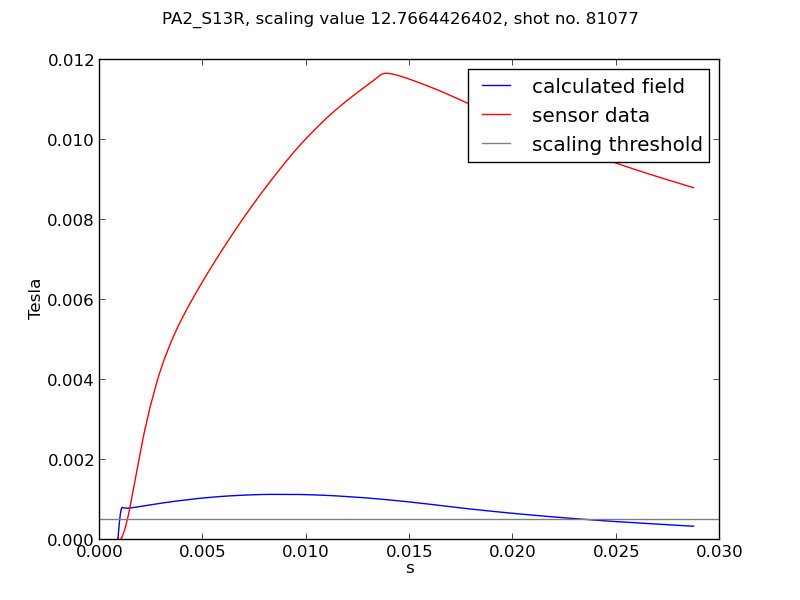 PA2_S13R, scaling value 12.7664426402, shot no. 81077
0.012
0.010
0.008
0.006
0.004
0.002
0.000
Tesla
calculated field
sensor data
scaling threshold
0.000 0.005 0.010 0.015 0.020 0.025 0.030
s